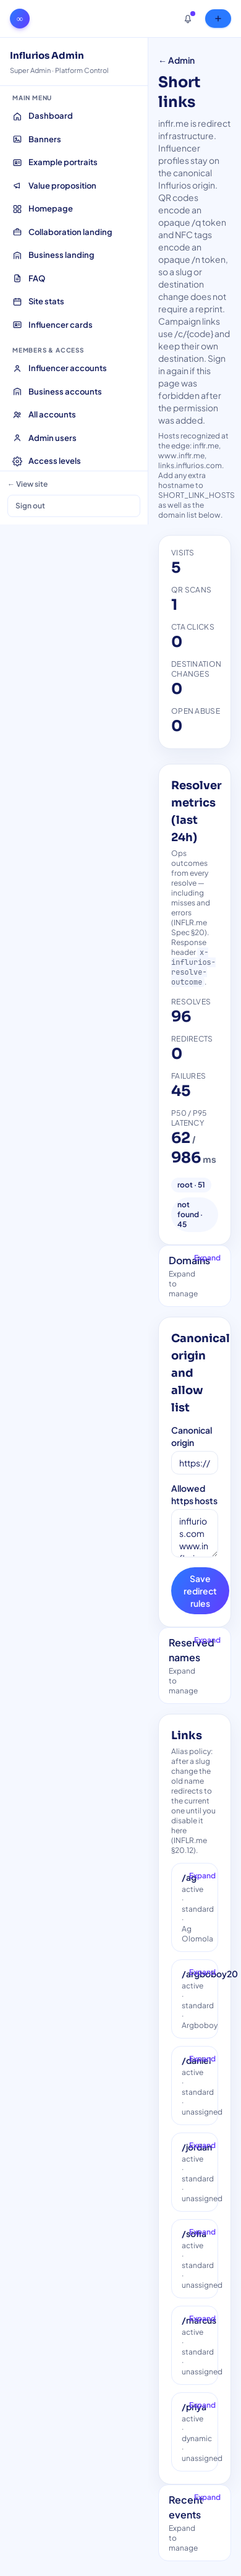 Influrios Admin
Super Admin · Platform Control
MAIN MENU
Dashboard
Banners
Example portraits
Value proposition
Homepage
Collaboration landing
Business landing
FAQ
Site stats
Influencer cards
MEMBERS & ACCESS
Influencer accounts
Business accounts
All accounts
Admin users
Access levels
← View site
Sign out
← Admin
Short
links
inflr.me is redirect
infrastructure.
Influencer
profiles stay on
the canonical
Influrios origin.
QR codes
encode an
opaque /q token
and NFC tags
encode an
opaque /n token,
so a slug or
destination
change does not
require a reprint.
Campaign links
use /c/{code} and
keep their own
destination. Sign
in again if this
page was
forbidden after
the permission
was added.
Hosts recognized at
the edge: inflr.me,
www.inflr.me,
links.influrios.com.
Add any extra
hostname to
SHORT_LINK_HOSTS
as well as the
domain list below.
VISITS
5
QR SCANS
1
CTA CLICKS
0
DESTINATION
CHANGES
0
OPEN ABUSE
0
Resolver
metrics
(last
24h)
Ops
outcomes
from every
resolve —
including
misses and
errors
(INFLR.me
Spec §20).
Response
header x-
influrios-
resolve-
outcome.
RESOLVES
96
REDIRECTS
0
FAILURES
45
P50 / P95
LATENCY
62 /
986 ms
root · 51
not
found ·
45
Domains
Expand
Expand
to
manage
Canonical
origin
and
allow
list
Canonical
origin
https://
Allowed
https hosts
influrio
s.com
www.in
Save
redirect
rules
Reserved
Expand
names
Expand
to
manage
Links
Alias policy:
after a slug
change the
old name
redirects to
the current
one until you
disable it
here
(INFLR.me
§20.12).
/ag
Expand
active
·
standard
·
Ag
Olomola
/argboboy20
Expand
active
·
standard
·
Argboboy
/daniel
Expand
active
·
standard
·
unassigned
/jordan
Expand
active
·
standard
·
unassigned
/sofia
Expand
active
·
standard
·
unassigned
/marcus
Expand
active
·
standard
·
unassigned
/priya
Expand
active
·
dynamic
·
unassigned
Recent
Expand
events
Expand
to
manage